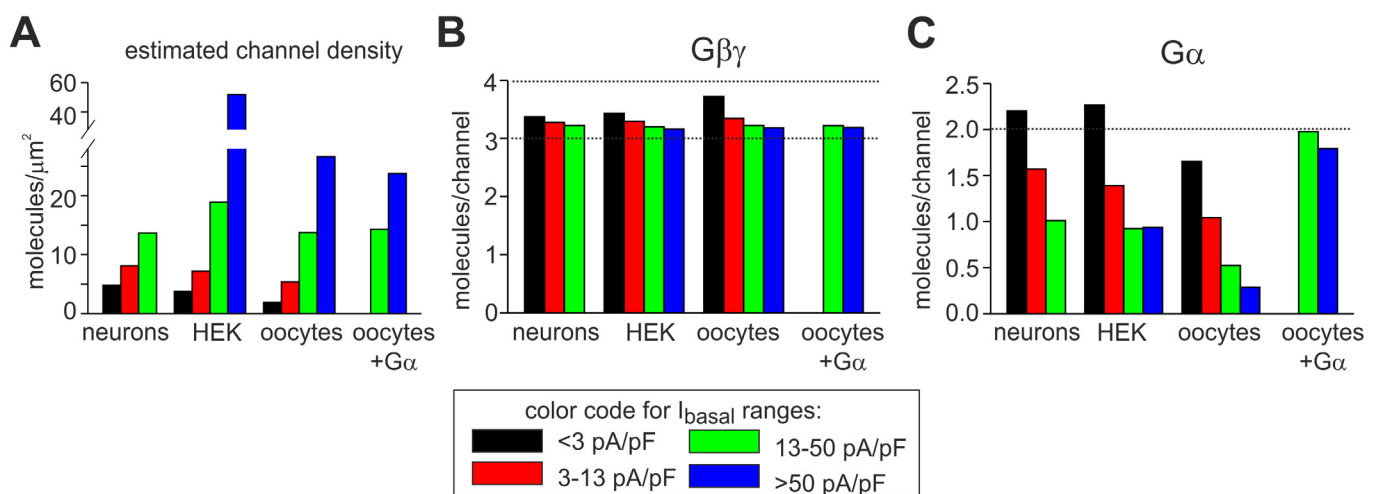 A
estimated channel density
molecules/μm²
60
40
20
10
0
neurons HEK oocytes oocytes
+Gα
B
Gβγ
molecules/channel
4
3
2
1
0
neurons HEK oocytes oocytes
+Gα
C
Gα
molecules/channel
2.5
2.0
1.5
1.0
0.5
0.0
neurons HEK oocytes oocytes
+Gα
color code for Ibasal ranges:
<3 pA/pF 13-50 pA/pF
3-13 pA/pF >50 pA/pF